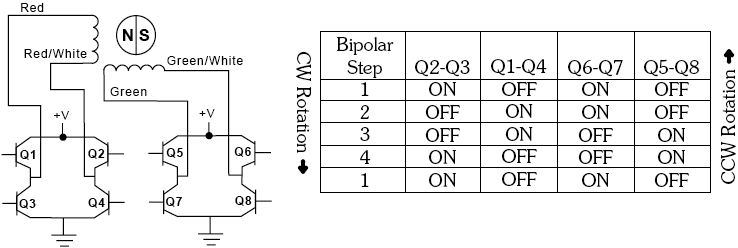 Red
N S
Red/White
Green/White
Green
+V
+V
Q1 Q2 Q5 Q6
Q3 Q4 Q7 Q8
CW Rotation
Bipolar
Step Q2-Q3 Q1-Q4 Q6-Q7 Q5-Q8
1 ON OFF ON OFF
2 OFF ON ON OFF
3 OFF ON OFF ON
4 ON OFF OFF ON
1 ON OFF ON OFF
CCW Rotation